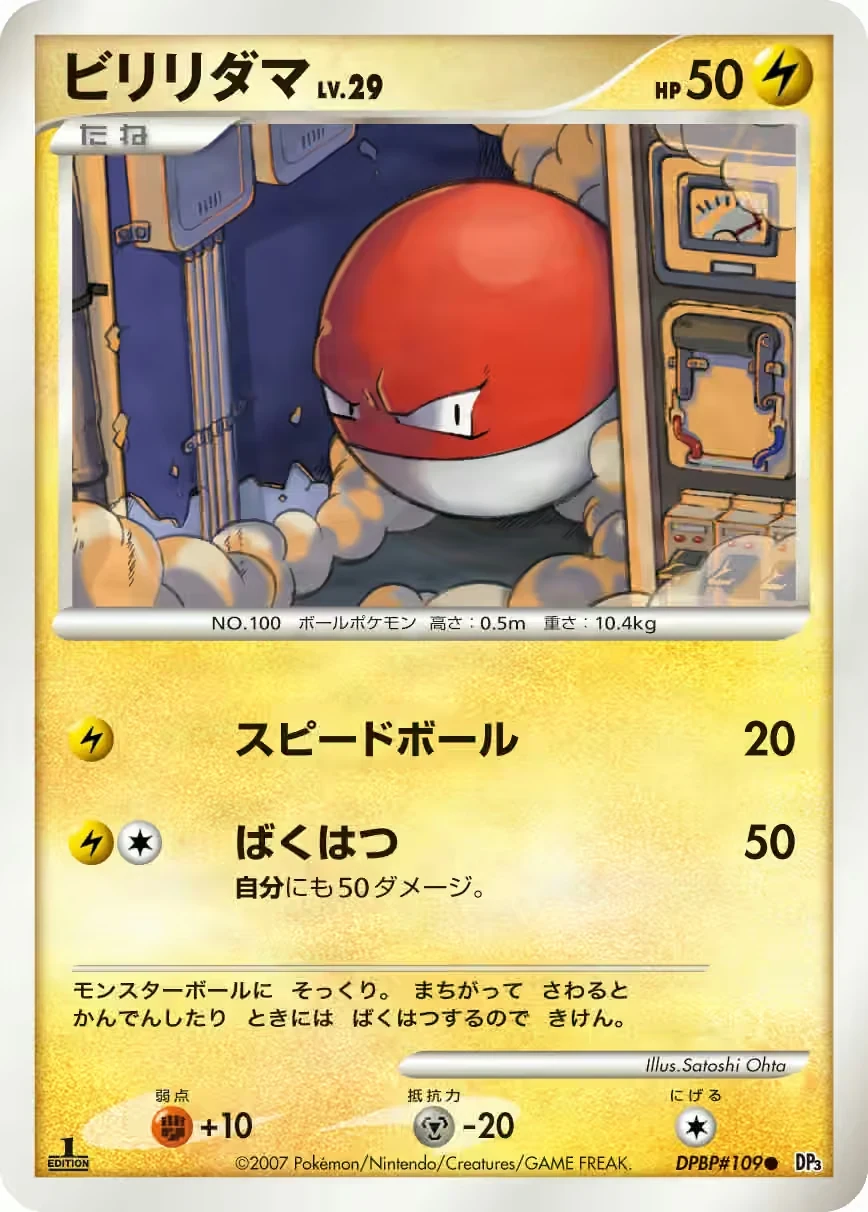 ビリリダマ LV.29 HP 50
たね
NO.100 ボールポケモン 高さ：0.5m 重さ：10.4kg
スピードボール 20
ばくはつ 50
自分にも50ダメージ。
モンスターボールに そっくり。 まちがって さわると
かんでんしたり ときには ばくはつするので きけん。
Illus.Satoshi Ohta
弱点 抵抗力 にげる
+10 -20
1
EDITION
©2007 Pokémon/Nintendo/Creatures/GAME FREAK. DPBP#109● DP3